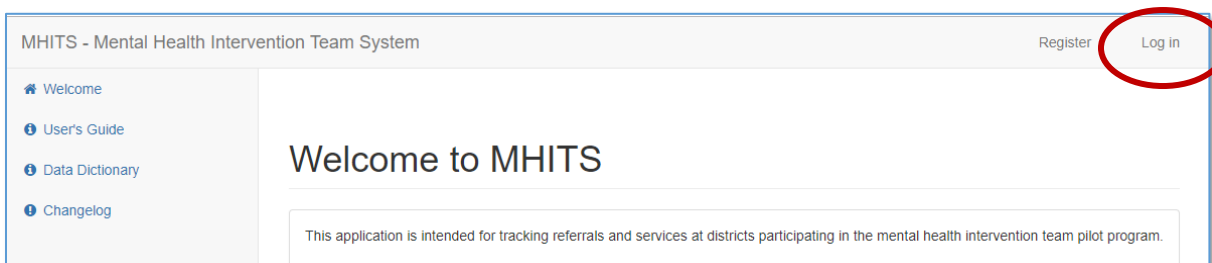 MHITS - Mental Health Intervention Team System
Register
Log in
Welcome
User's Guide
Data Dictionary
Changelog
Welcome to MHITS
This application is intended for tracking referrals and services at districts participating in the mental health intervention team pilot program.